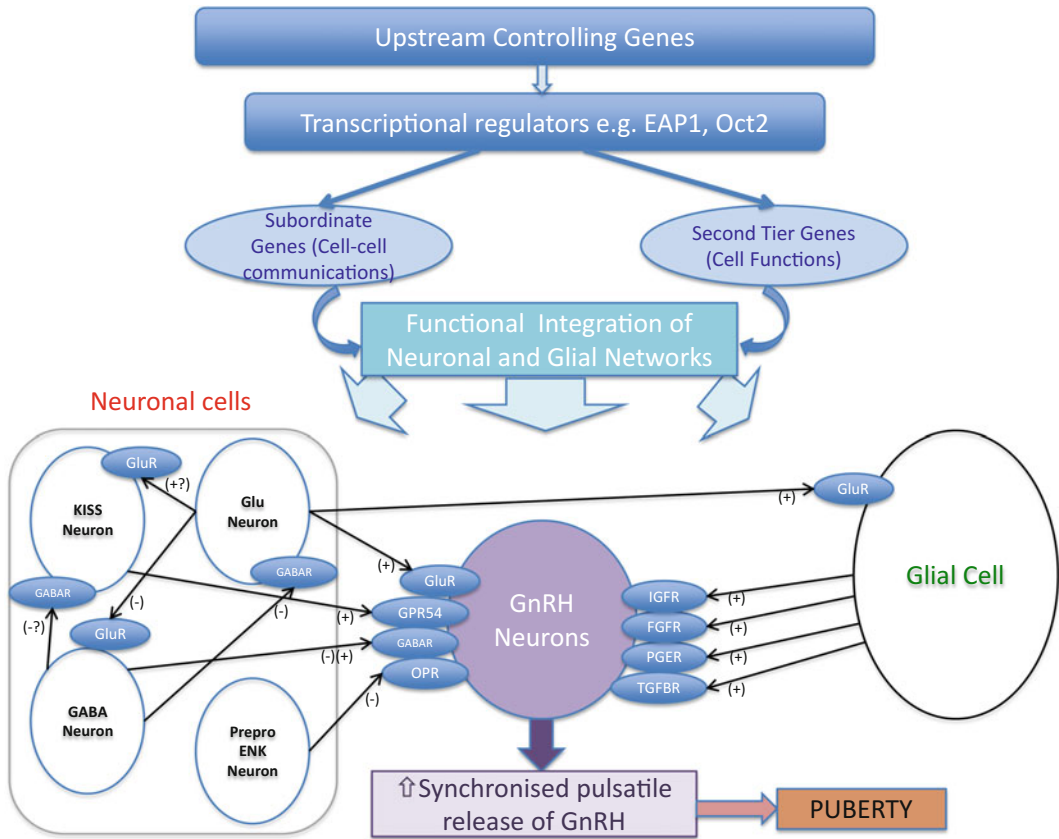 Upstream Controlling Genes
Transcriptional regulators e.g. EAP1, Oct2
Subordinate
Genes (Cell-cell
communications)
Second Tier Genes
(Cell Functions)
Functional Integration of
Neuronal and Glial Networks
Neuronal cells
GluR
(+?)
KISS
Neuron
Glu
Neuron
GABAR
(-?)
(-)
GluR
GABAR
(-)
GABA
Neuron
Prepro
ENK
Neuron
(+)
GluR
(+)
GPR54
(-)(+)
GABAR
(-)
OPR
GnRH
Neurons
(+)
GluR
Glial Cell
IGFR
(+)
FGFR
(+)
PGER
(+)
TGFBR
(+)
⇧Synchronised pulsatile
release of GnRH
PUBERTY